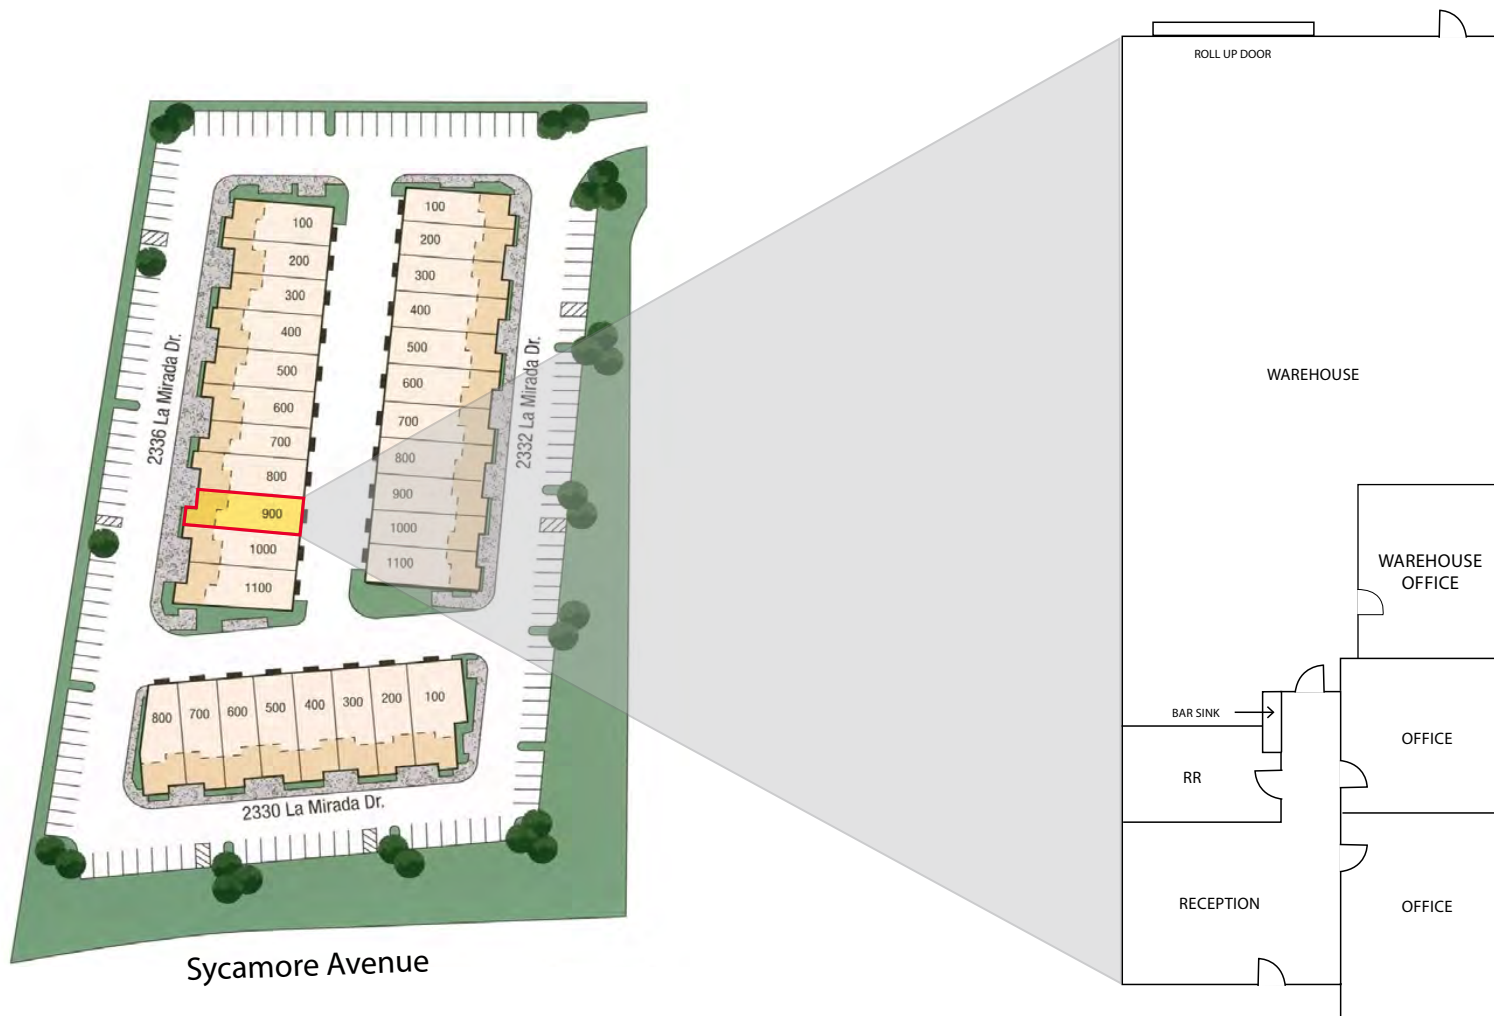 100
200
300
400
500
600
700
800
900
1000
1100
2336 La Mirada Dr.
100
200
300
400
500
600
700
800
900
1000
1100
2332 La Mirada Dr.
800
700
600
500
400
300
200
100
2330 La Mirada Dr.
Sycamore Avenue
ROLL UP DOOR
WAREHOUSE
WAREHOUSE
OFFICE
BAR SINK
OFFICE
RR
RECEPTION
OFFICE